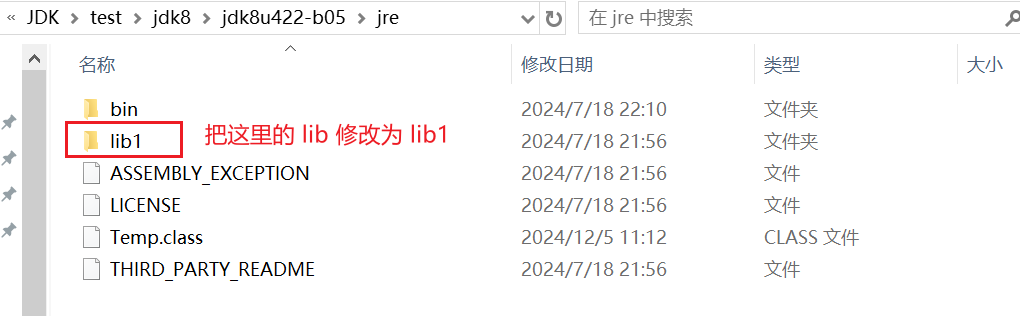 « JDK > test > jdk8 > jdk8u422-b05 > jre 在 jre 中搜索
名称 修改日期 类型 大小
bin 2024/7/18 22:10 文件夹
lib1 把这里的 lib 修改为 lib1 2024/7/18 21:56 文件夹
ASSEMBLY_EXCEPTION 2024/7/18 21:56 文件
LICENSE 2024/7/18 21:56 文件
Temp.class 2024/12/5 11:12 CLASS 文件
THIRD_PARTY_README 2024/7/18 21:56 文件